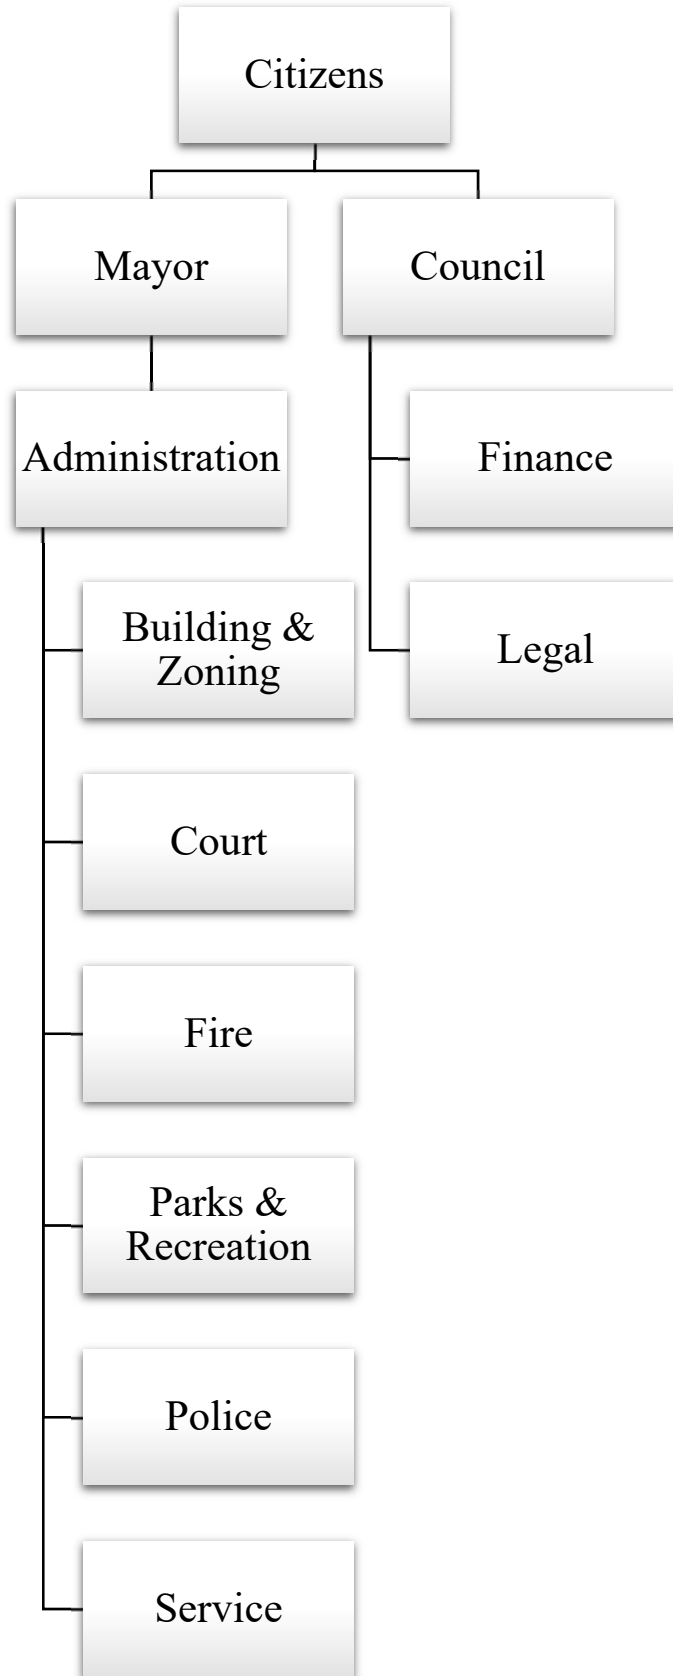 Citizens
Mayor
Council
Administration
Finance
Building &
Zoning
Legal
Court
Fire
Parks &
Recreation
Police
Service